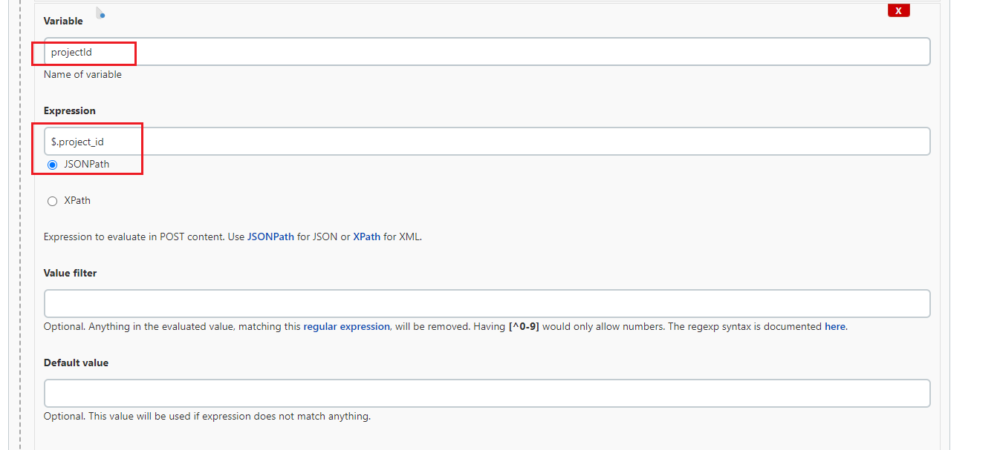 Variable
X
projectId
Name of variable
Expression
$.project_id
JSONPath
XPath
Expression to evaluate in POST content. Use JSONPath for JSON or XPath for XML.
Value filter
Optional. Anything in the evaluated value, matching this regular expression, will be removed. Having [^0-9] would only allow numbers. The regexp syntax is documented here.
Default value
Optional. This value will be used if expression does not match anything.